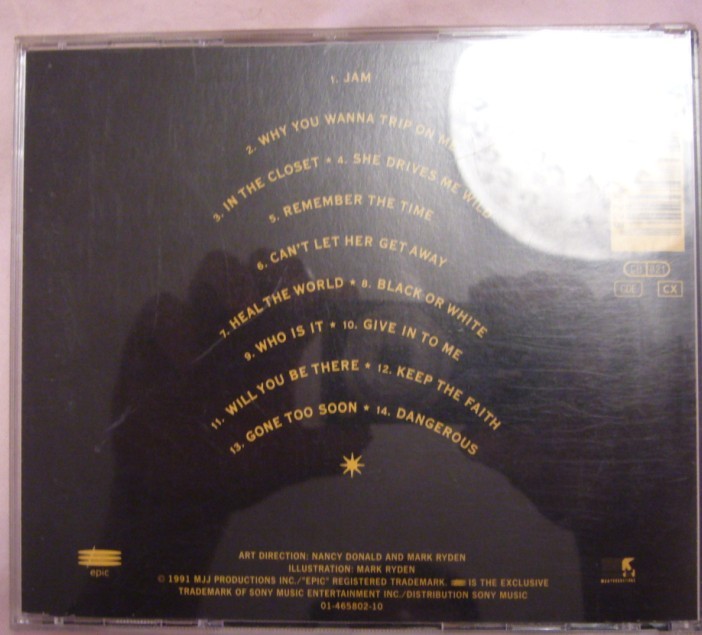 1. JAM
2. WHY YOU WANNA TRIP ON ME
3. IN THE CLOSET ★ 4. SHE DRIVES ME WILD
5. REMEMBER THE TIME
6. CAN'T LET HER GET AWAY
7. HEAL THE WORLD ★ 8. BLACK OR WHITE
9. WHO IS IT ★ 10. GIVE IN TO ME
11. WILL YOU BE THERE ★ 12. KEEP THE FAITH
13. GONE TOO SOON ★ 14. DANGEROUS
CX
epic
ART DIRECTION: NANCY DONALD AND MARK RYDEN
ILLUSTRATION: MARK RYDEN
© 1991 MJJ PRODUCTIONS INC./"EPIC" REGISTERED TRADEMARK. IS THE EXCLUSIVE
TRADEMARK OF SONY MUSIC ENTERTAINMENT INC./DISTRIBUTION SONY MUSIC
01-465802-10